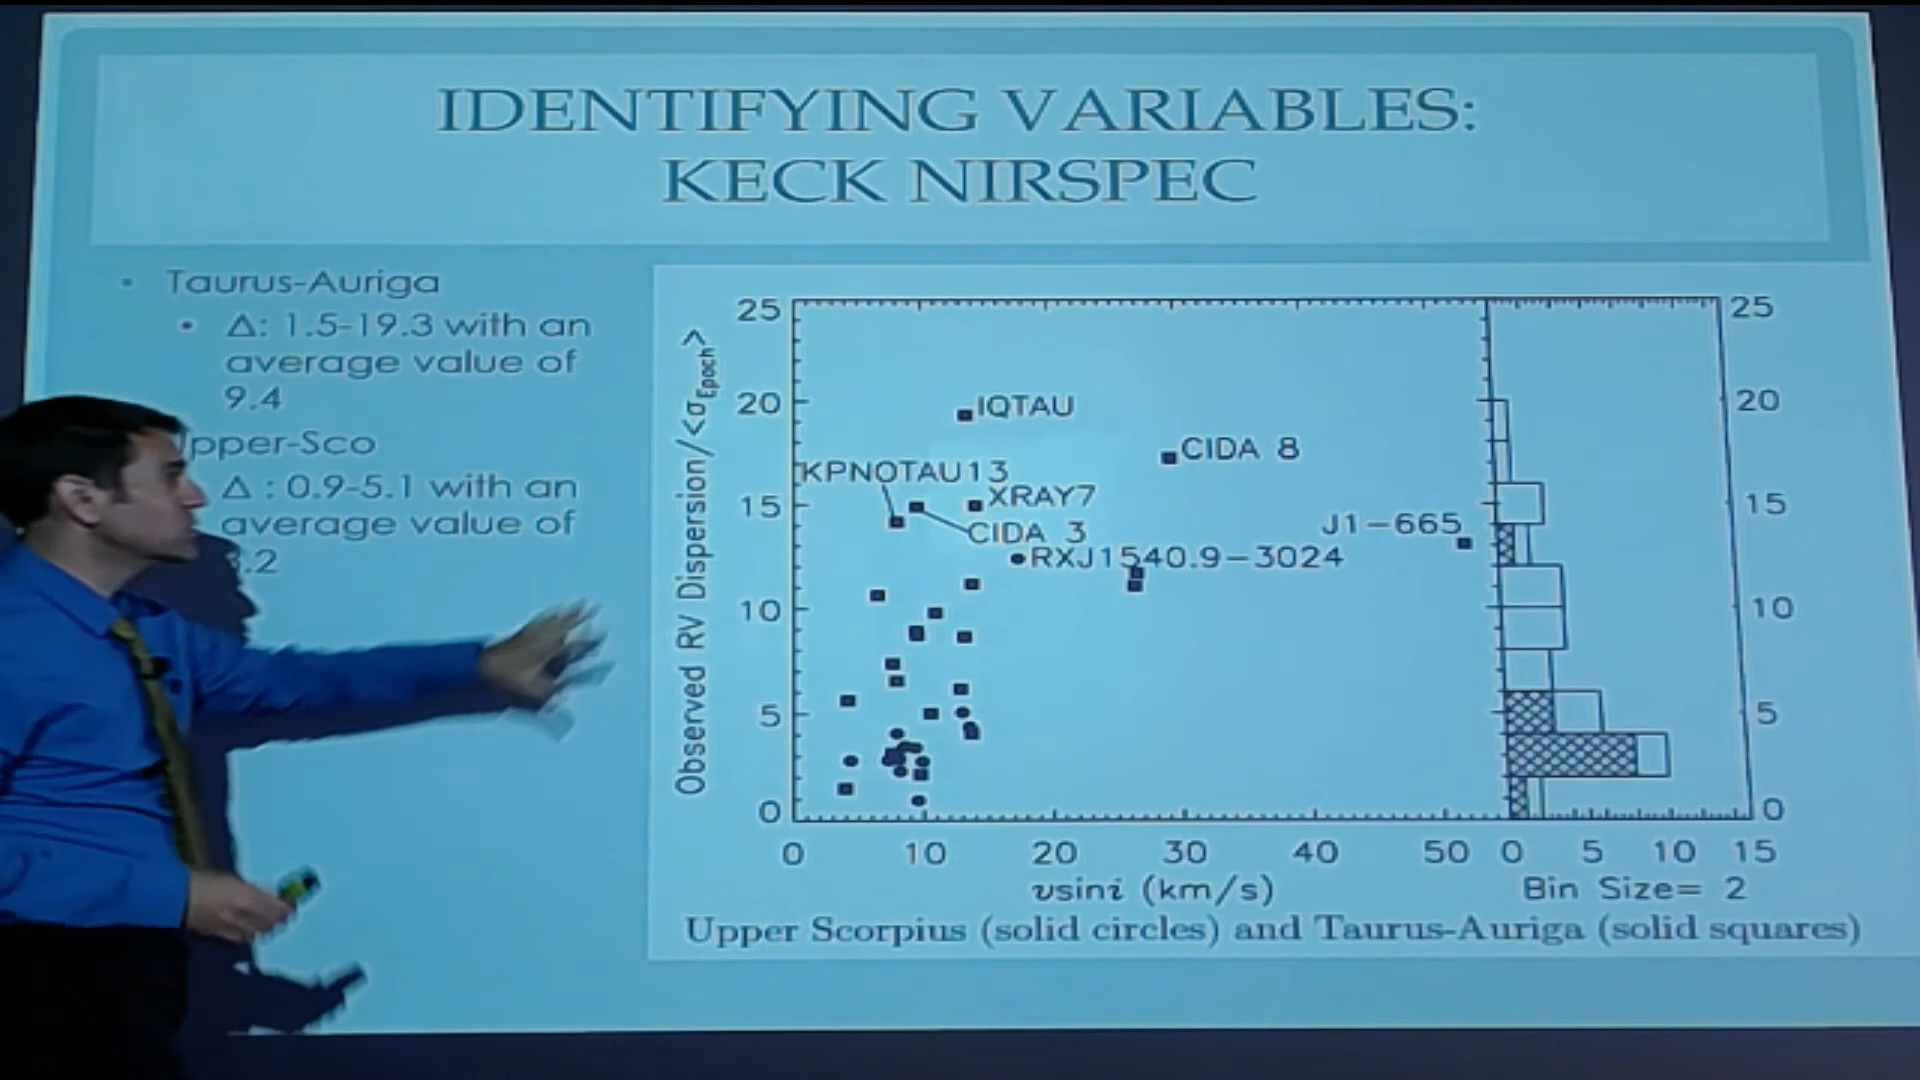 IDENTIFYING VARIABLES:
KECK NIRSPEC
• Taurus-Auriga
• Δ: 1.5-19.3 with an
average value of
9.4
pper-Sco
Δ : 0.9-5.1 with an
average value of
.2
Observed RV Dispersion/<σEpoch>
25
20
15
10
5
0
IQTAU
CIDA 8
KPNOTAU13
XRAY7
CIDA 3
J1-665
RXJ1540.9-3024
25
20
15
10
5
0
0 10 20 30 40 50 0 5 10 15
vsini (km/s)
Bin Size= 2
Upper Scorpius (solid circles) and Taurus-Auriga (solid squares)